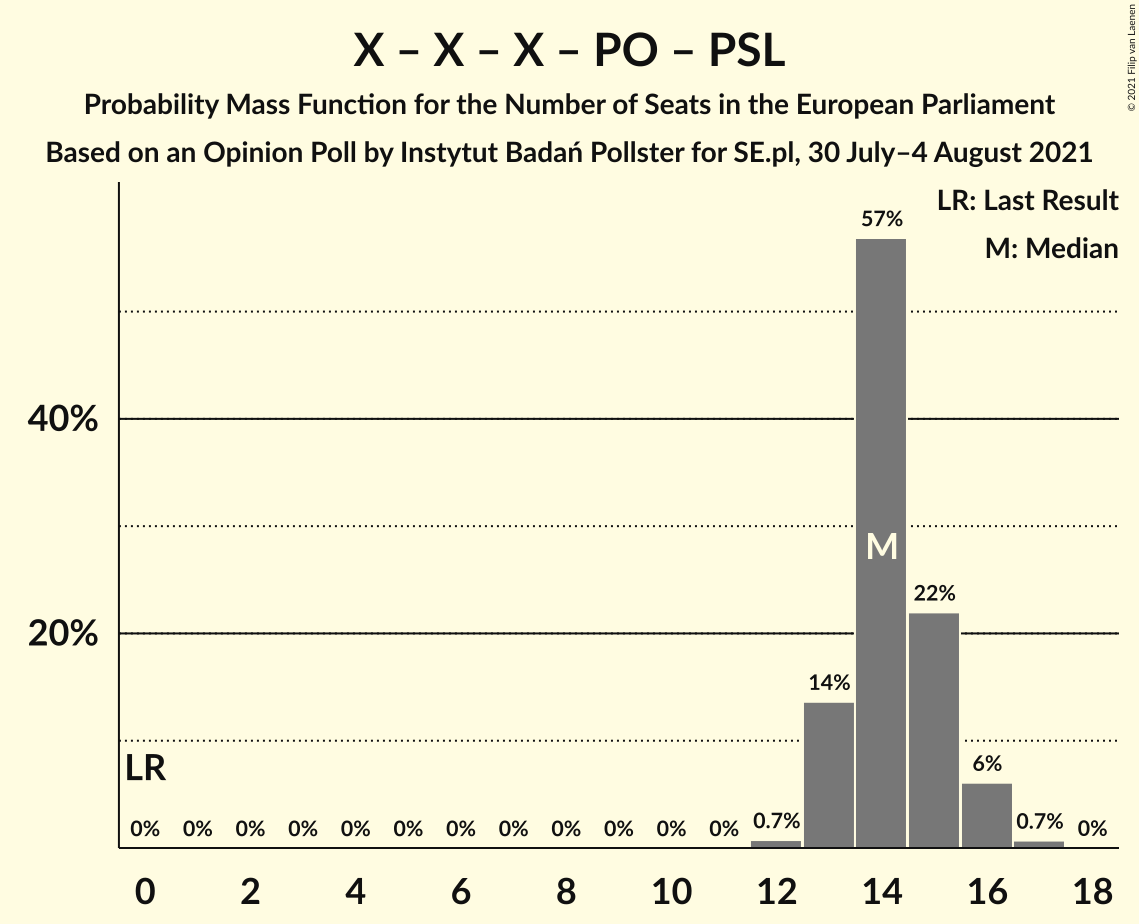 X – X – X – PO – PSL
Probability Mass Function for the Number of Seats in the European Parliament
Based on an Opinion Poll by Instytut Badań Pollster for SE.pl, 30 July–4 August 2021
© 2021 Filip van Laenen
LR: Last Result
M: Median
57%
40%
M
22%
20%
14%
LR
6%
0% 0% 0% 0% 0% 0% 0% 0% 0% 0% 0% 0% 0.7% 0.7% 0%
0 2 4 6 8 10 12 14 16 18